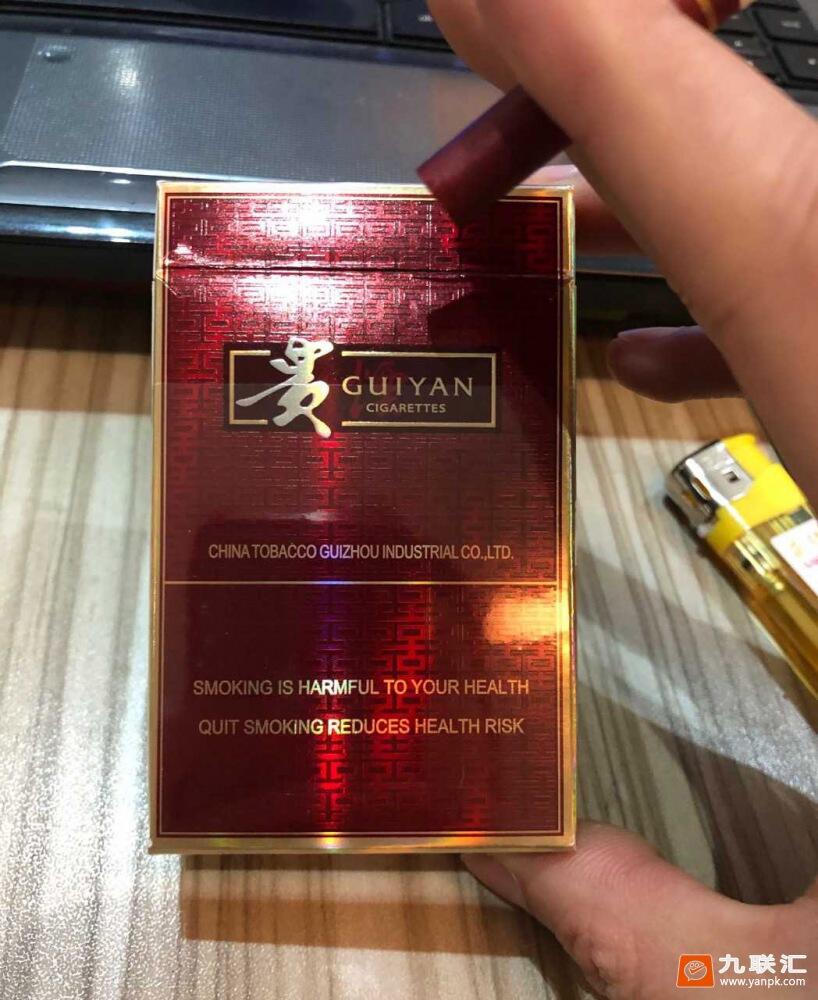 贵 GUIYAN
CIGARETTES
CHINA TOBACCO GUIZHOU INDUSTRIAL CO.,LTD.
SMOKING IS HARMFUL TO YOUR HEALTH
QUIT SMOKING REDUCES HEALTH RISK
九联汇
www.yanpk.com